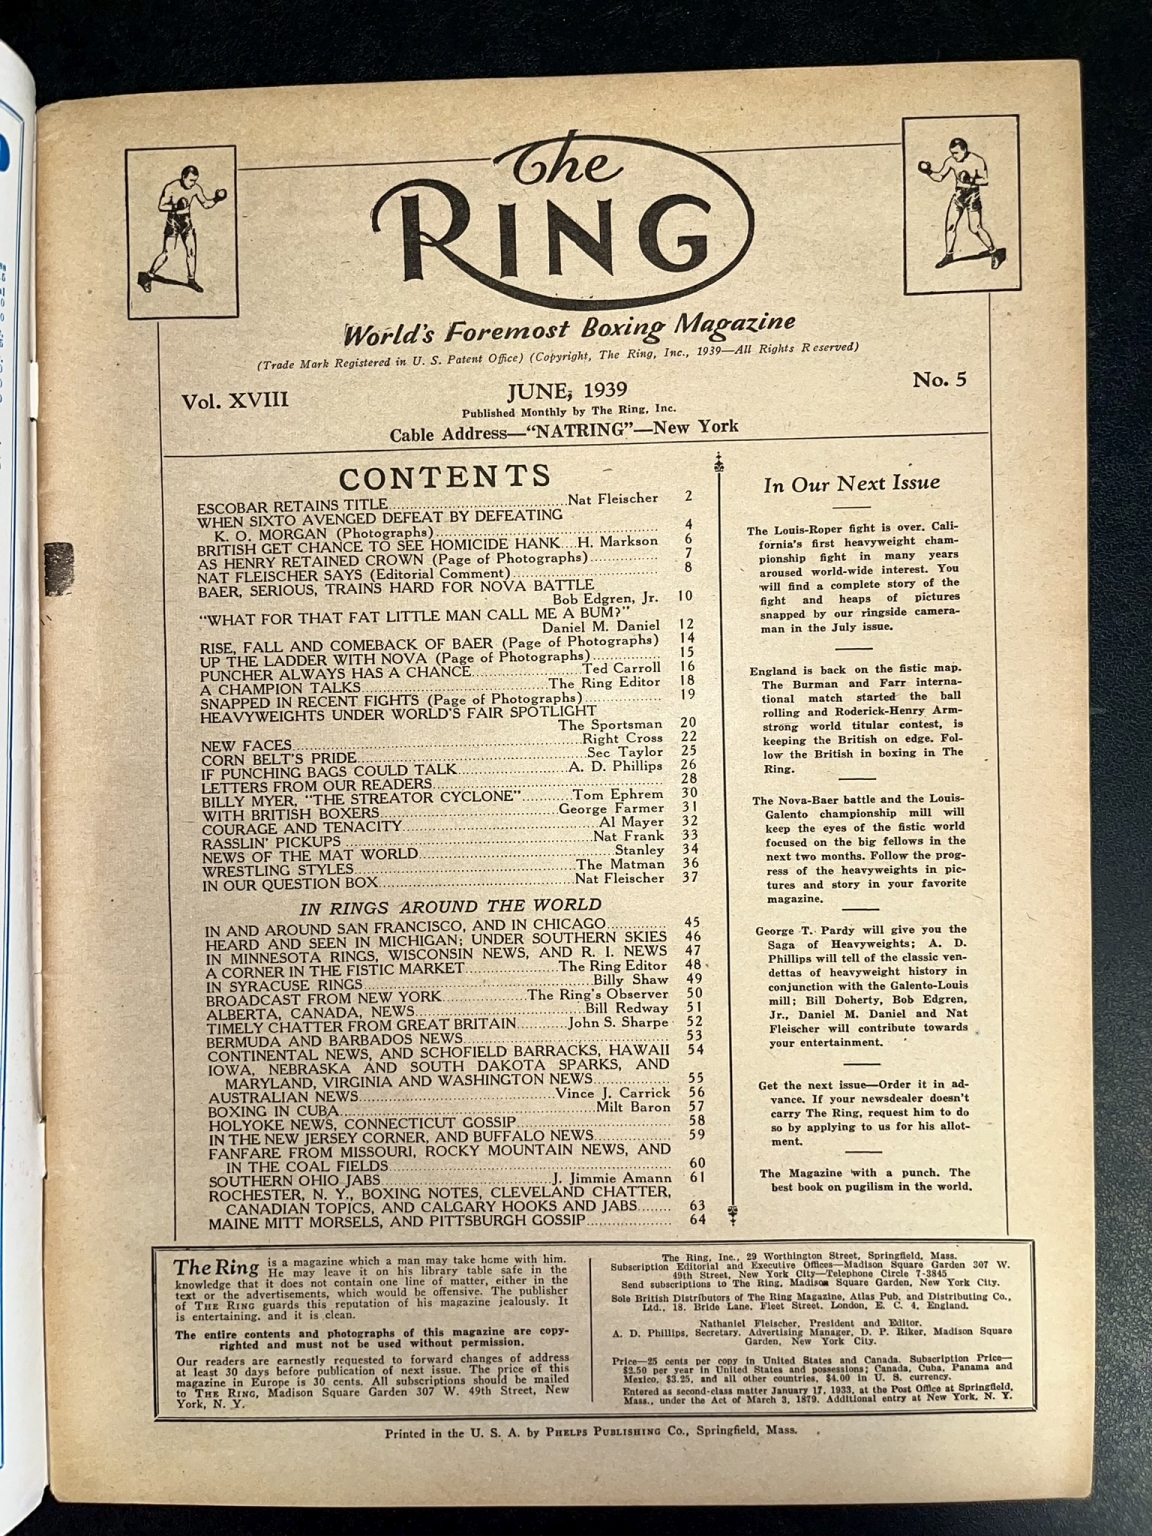 The
RING
World's Foremost Boxing Magazine
(Trade Mark Registered in U. S. Patent Office) (Copyright, The Ring, Inc., 1939—All Rights Reserved)
Vol. XVIII
JUNE, 1939
No. 5
Published Monthly by The Ring, Inc.
Cable Address—"NATRING"—New York
CONTENTS
ESCOBAR RETAINS TITLE..............Nat Fleischer 2
WHEN SIXTO AVENGED DEFEAT BY DEFEATING
K. O. MORGAN (Photographs).............. 4
BRITISH GET CHANCE TO SEE HOMICIDE HANK...H. Markson 6
AS HENRY RETAINED CROWN (Page of Photographs).............. 7
NAT FLEISCHER SAYS (Editorial Comment).............. 8
BAER, SERIOUS, TRAINS HARD FOR NOVA BATTLE
Bob Edgren, Jr. 10
"WHAT FOR THAT FAT LITTLE MAN CALL ME A BUM?"
Daniel M. Daniel 12
RISE, FALL AND COMEBACK OF BAER (Page of Photographs) 14
UP THE LADDER WITH NOVA (Page of Photographs).............. 15
PUNCHER ALWAYS HAS A CHANCE..............Ted Carroll 16
A CHAMPION TALKS..............The Ring Editor 18
SNAPPED IN RECENT FIGHTS (Page of Photographs).............. 19
HEAVYWEIGHTS UNDER WORLD'S FAIR SPOTLIGHT
The Sportsman 20
NEW FACES..............Right Cross 22
CORN BELT'S PRIDE..............Sec Taylor 25
IF PUNCHING BAGS COULD TALK..............A. D. Phillips 26
LETTERS FROM OUR READERS.............. 28
BILLY MYER, "THE STREATOR CYCLONE"..............Tom Ephrem 30
WITH BRITISH BOXERS..............George Farmer 31
COURAGE AND TENACITY..............Al Mayer 32
RASSLIN' PICKUPS..............Nat Frank 33
NEWS OF THE MAT WORLD..............Stanley 34
WRESTLING STYLES..............The Matman 36
IN OUR QUESTION BOX..............Nat Fleischer 37
IN RINGS AROUND THE WORLD
IN AND AROUND SAN FRANCISCO, AND IN CHICAGO.............. 45
HEARD AND SEEN IN MICHIGAN; UNDER SOUTHERN SKIES 46
IN MINNESOTA RINGS, WISCONSIN NEWS, AND R. I. NEWS 47
A CORNER IN THE FISTIC MARKET..............The Ring Editor 48
IN SYRACUSE RINGS..............Billy Shaw 49
BROADCAST FROM NEW YORK..............The Ring's Observer 50
ALBERTA, CANADA, NEWS..............Bill Redway 51
TIMELY CHATTER FROM GREAT BRITAIN..............John S. Sharpe 52
BERMUDA AND BARBADOS NEWS.............. 53
CONTINENTAL NEWS, AND SCHOFIELD BARRACKS, HAWAII 54
IOWA, NEBRASKA AND SOUTH DAKOTA SPARKS, AND
MARYLAND, VIRGINIA AND WASHINGTON NEWS.............. 55
AUSTRALIAN NEWS..............Vince J. Carrick 56
BOXING IN CUBA..............Milt Baron 57
HOLYOKE NEWS, CONNECTICUT GOSSIP.............. 58
IN THE NEW JERSEY CORNER, AND BUFFALO NEWS.............. 59
FANFARE FROM MISSOURI, ROCKY MOUNTAIN NEWS, AND
IN THE COAL FIELDS.............. 60
SOUTHERN OHIO JABS..............J. Jimmie Amann 61
ROCHESTER, N. Y., BOXING NOTES, CLEVELAND CHATTER,
CANADIAN TOPICS, AND CALGARY HOOKS AND JABS........ 63
MAINE MITT MORSELS, AND PITTSBURGH GOSSIP.............. 64
In Our Next Issue
The Louis-Roper fight is over. Cali-
fornia's first heavyweight cham-
pionship fight in many years
aroused world-wide interest. You
will find a complete story of the
fight and heaps of pictures
snapped by our ringside camera-
man in the July issue.
England is back on the fistic map.
The Burman and Farr interna-
tional match started the ball
rolling and Roderick-Henry Arm-
strong world titular contest, is
keeping the British on edge. Fol-
low the British in boxing in The
Ring.
The Nova-Baer battle and the Louis-
Galento championship mill will
keep the eyes of the fistic world
focused on the big fellows in the
next two months. Follow the prog-
ress of the heavyweights in pic-
tures and story in your favorite
magazine.
George T. Pardy will give you the
Saga of Heavyweights; A. D.
Phillips will tell of the classic ven-
dettas of heavyweight history in
conjunction with the Galento-Louis
mill; Bill Doherty, Bob Edgren,
Jr., Daniel M. Daniel and Nat
Fleischer will contribute towards
your entertainment.
Get the next issue—Order it in ad-
vance. If your newsdealer doesn't
carry The Ring, request him to do
so by applying to us for his allot-
ment.
The Magazine with a punch. The
best book on pugilism in the world.
The Ring is a magazine which a man may take home with him.
He may leave it on his library table safe in the
knowledge that it does not contain one line of matter, either in the
text or the advertisements, which would be offensive. The publisher
of THE RING guards this reputation of his magazine jealously. It
is entertaining, and it is clean.
The entire contents and photographs of this magazine are copy-
righted and must not be used without permission.
Our readers are earnestly requested to forward changes of address
at least 30 days before publication of next issue. The price of this
magazine in Europe is 30 cents. All subscriptions should be mailed
to THE RING, Madison Square Garden 307 W. 49th Street, New
York, N. Y.
The Ring, Inc., 29 Worthington Street, Springfield, Mass.
Subscription Editorial and Executive Offices—Madison Square Garden 307 W.
49th Street, New York City—Telephone Circle 7-3845
Send subscriptions to The Ring, Madison Square Garden, New York City.
Sole British Distributors of The Ring Magazine, Atlas Pub. and Distributing Co.,
Ltd., 18, Bride Lane, Fleet Street, London, E. C. 4, England.
Nathaniel Fleischer, President and Editor.
A. D. Phillips, Secretary. Advertising Manager, D. P. Riker, Madison Square
Garden, New York City.
Price—25 cents per copy in United States and Canada. Subscription Price—
$2.50 per year in United States and possessions; Canada, Cuba, Panama and
Mexico, $3.25, and all other countries, $4.00 in U. S. currency.
Entered as second-class matter January 17, 1933, at the Post Office at Springfield,
Mass., under the Act of March 3, 1879. Additional entry at New York, N. Y.
Printed in the U. S. A. by PHELPS PUBLISHING CO., Springfield, Mass.